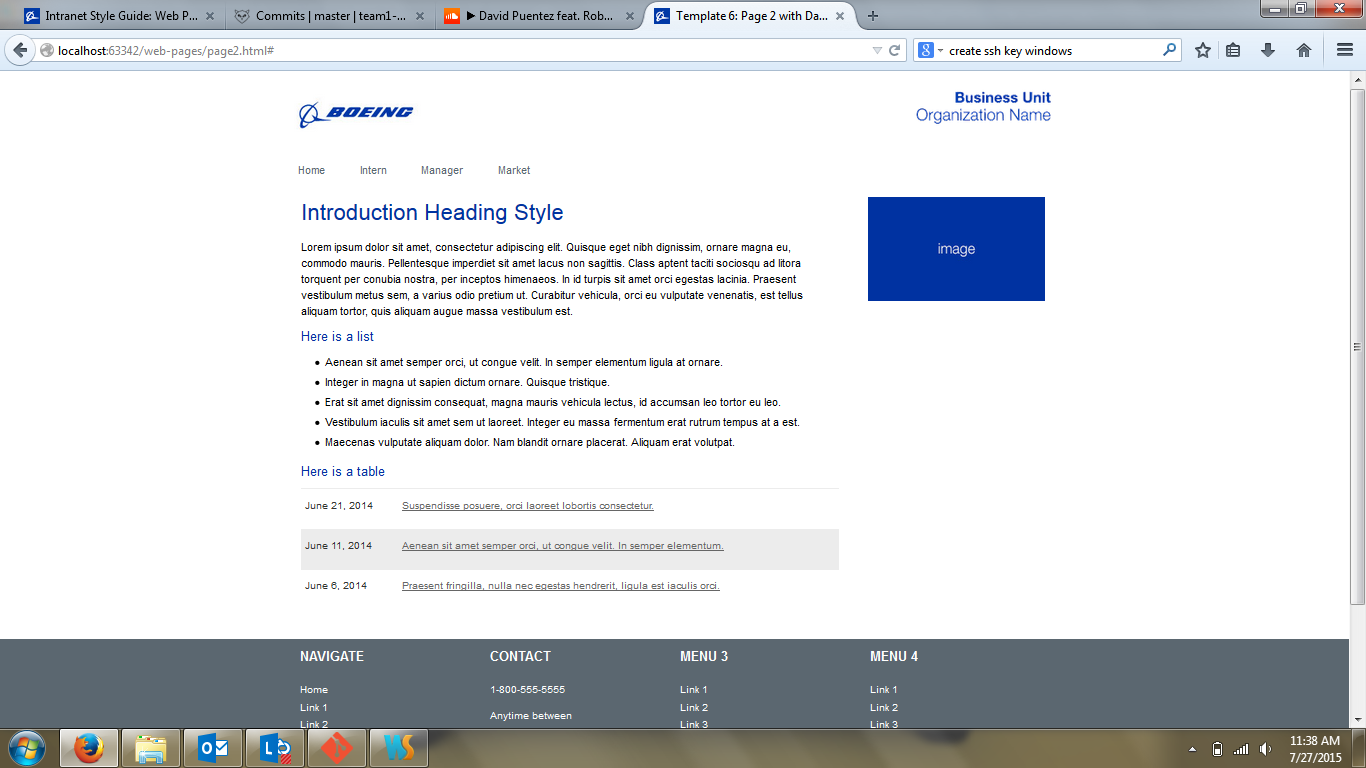 Intranet Style Guide: Web P...
Commits | master | team1-...
▶ David Puentez feat. Rob...
Template 6: Page 2 with Da...
localhost:63342/web-pages/page2.html#
8 create ssh key windows
BOEING
Business Unit
Organization Name
Home Intern Manager Market
Introduction Heading Style
image
Lorem ipsum dolor sit amet, consectetur adipiscing elit. Quisque eget nibh dignissim, ornare magna eu,
commodo mauris. Pellentesque imperdiet sit amet lacus non sagittis. Class aptent taciti sociosqu ad litora
torquent per conubia nostra, per inceptos himenaeos. In id turpis sit amet orci egestas lacinia. Praesent
vestibulum metus sem, a varius odio pretium ut. Curabitur vehicula, orci eu vulputate venenatis, est tellus
aliquam tortor, quis aliquam augue massa vestibulum est.
Here is a list
• Aenean sit amet semper orci, ut congue velit. In semper elementum ligula at ornare.
• Integer in magna ut sapien dictum ornare. Quisque tristique.
• Erat sit amet dignissim consequat, magna mauris vehicula lectus, id accumsan leo tortor eu leo.
• Vestibulum iaculis sit amet sem ut laoreet. Integer eu massa fermentum erat rutrum tempus at a est.
• Maecenas vulputate aliquam dolor. Nam blandit ornare placerat. Aliquam erat volutpat.
Here is a table
June 21, 2014 Suspendisse posuere, orci laoreet lobortis consectetur.
June 11, 2014 Aenean sit amet semper orci, ut congue velit. In semper elementum.
June 6, 2014 Praesent fringilla, nulla nec egestas hendrerit, ligula est iaculis orci.
NAVIGATE
Home
Link 1
Link 2
CONTACT
1-800-555-5555
Anytime between
MENU 3
Link 1
Link 2
Link 3
MENU 4
Link 1
Link 2
Link 3
11:38 AM
7/27/2015